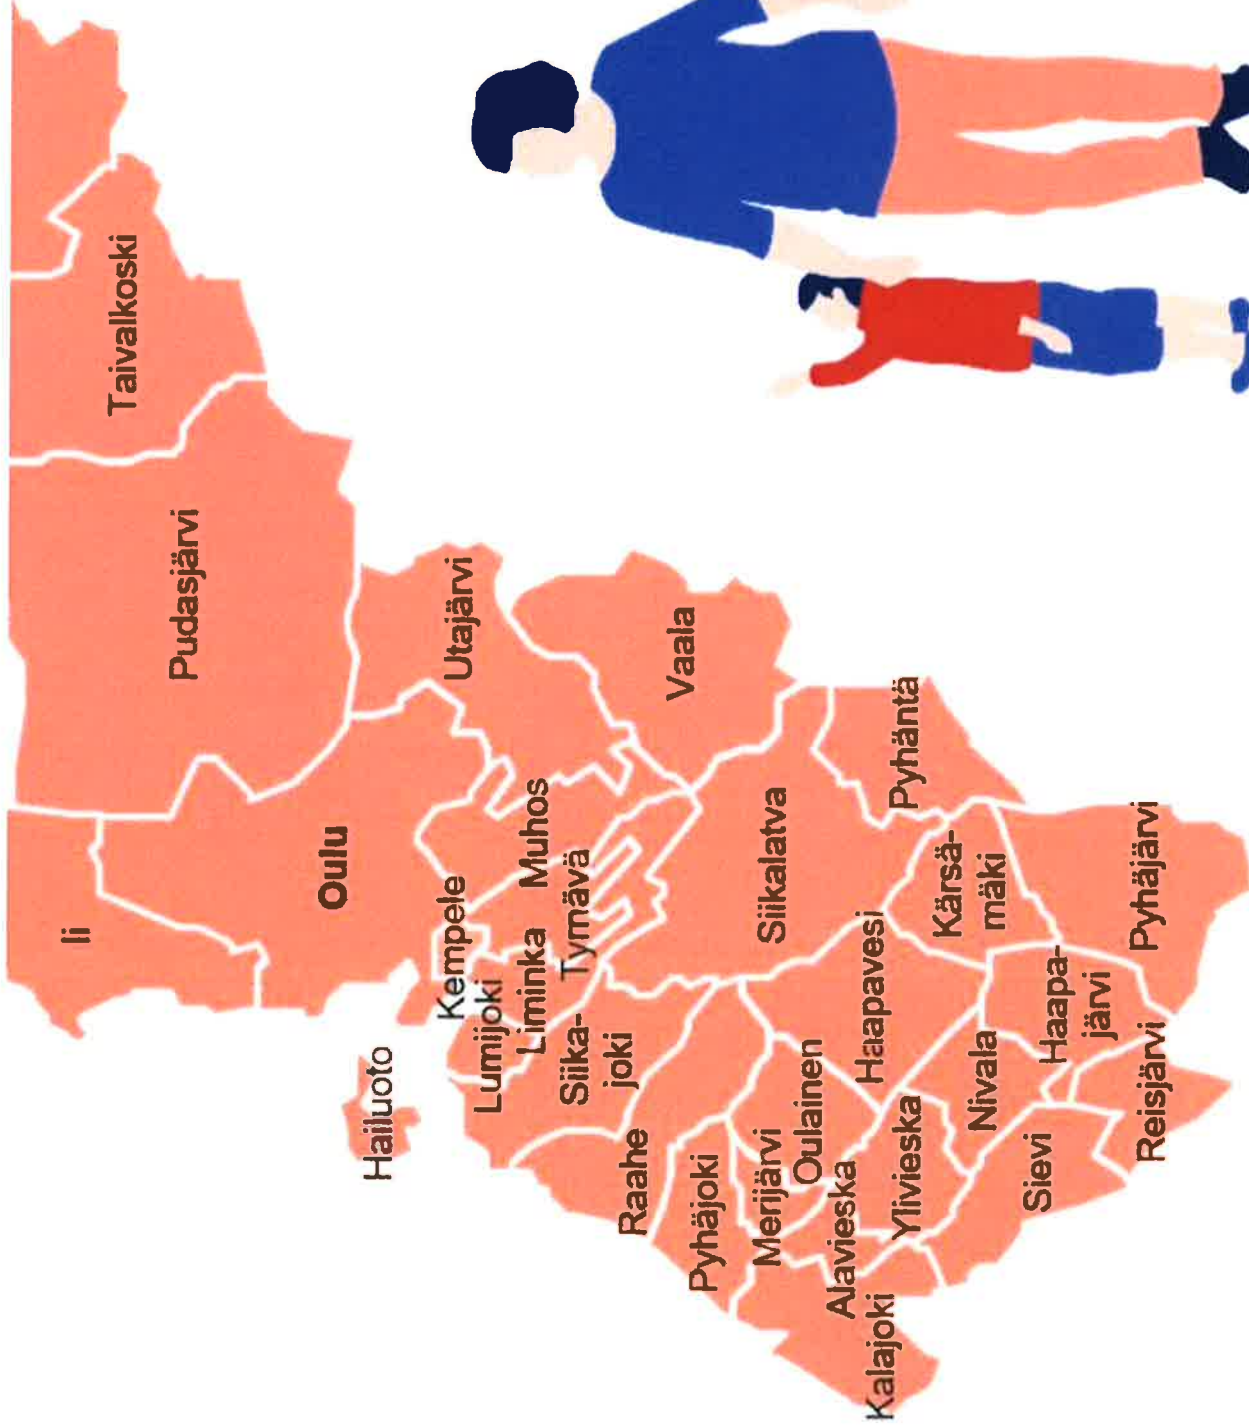 Taivalkoski
Pudasjärvi
Ii
Oulu
Hailuoto
Utajärvi
Kempele
Lumijoki
Liminka
Muhos
Tyrnävä
Siika-
joki
Vaala
Raahe
Pyhäjoki
Siikalatva
Merijärvi
Oulainen
Pyhäntä
Haapavesi
Alavieska
Kalajoki
Ylivieska
Kärsä-
mäki
Nivala
Sievi
Haapa-
järvi
Pyhäjärvi
Reisjärvi